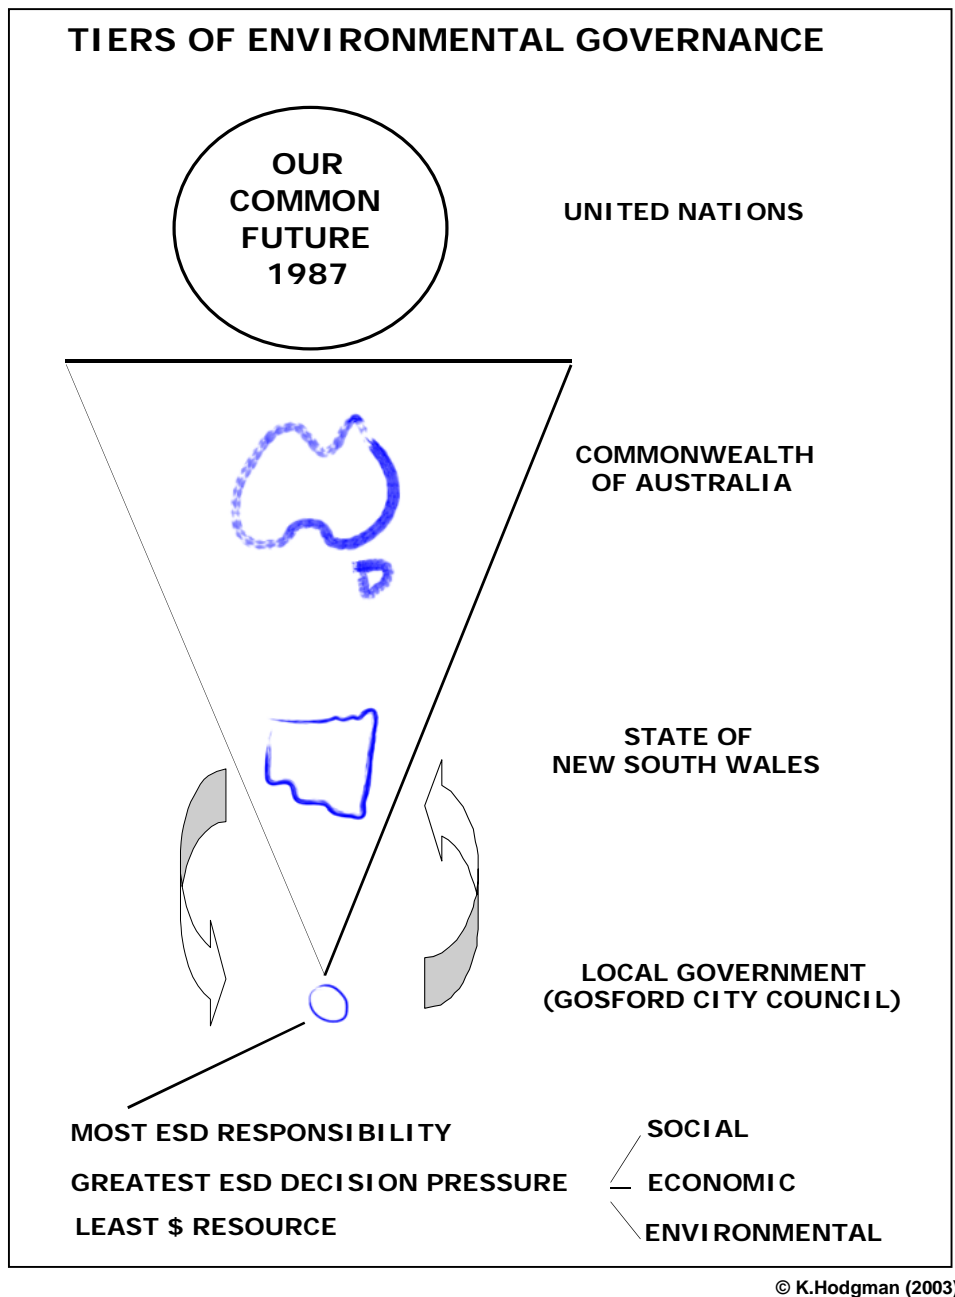 TIERS OF ENVIRONMENTAL GOVERNANCE
OUR
COMMON
FUTURE
1987
UNITED NATIONS
COMMONWEALTH
OF AUSTRALIA
STATE OF
NEW SOUTH WALES
LOCAL GOVERNMENT
(GOSFORD CITY COUNCIL)
MOST ESD RESPONSIBILITY
GREATEST ESD DECISION PRESSURE
LEAST $ RESOURCE
SOCIAL
ECONOMIC
ENVIRONMENTAL
© K.Hodgman (2003)